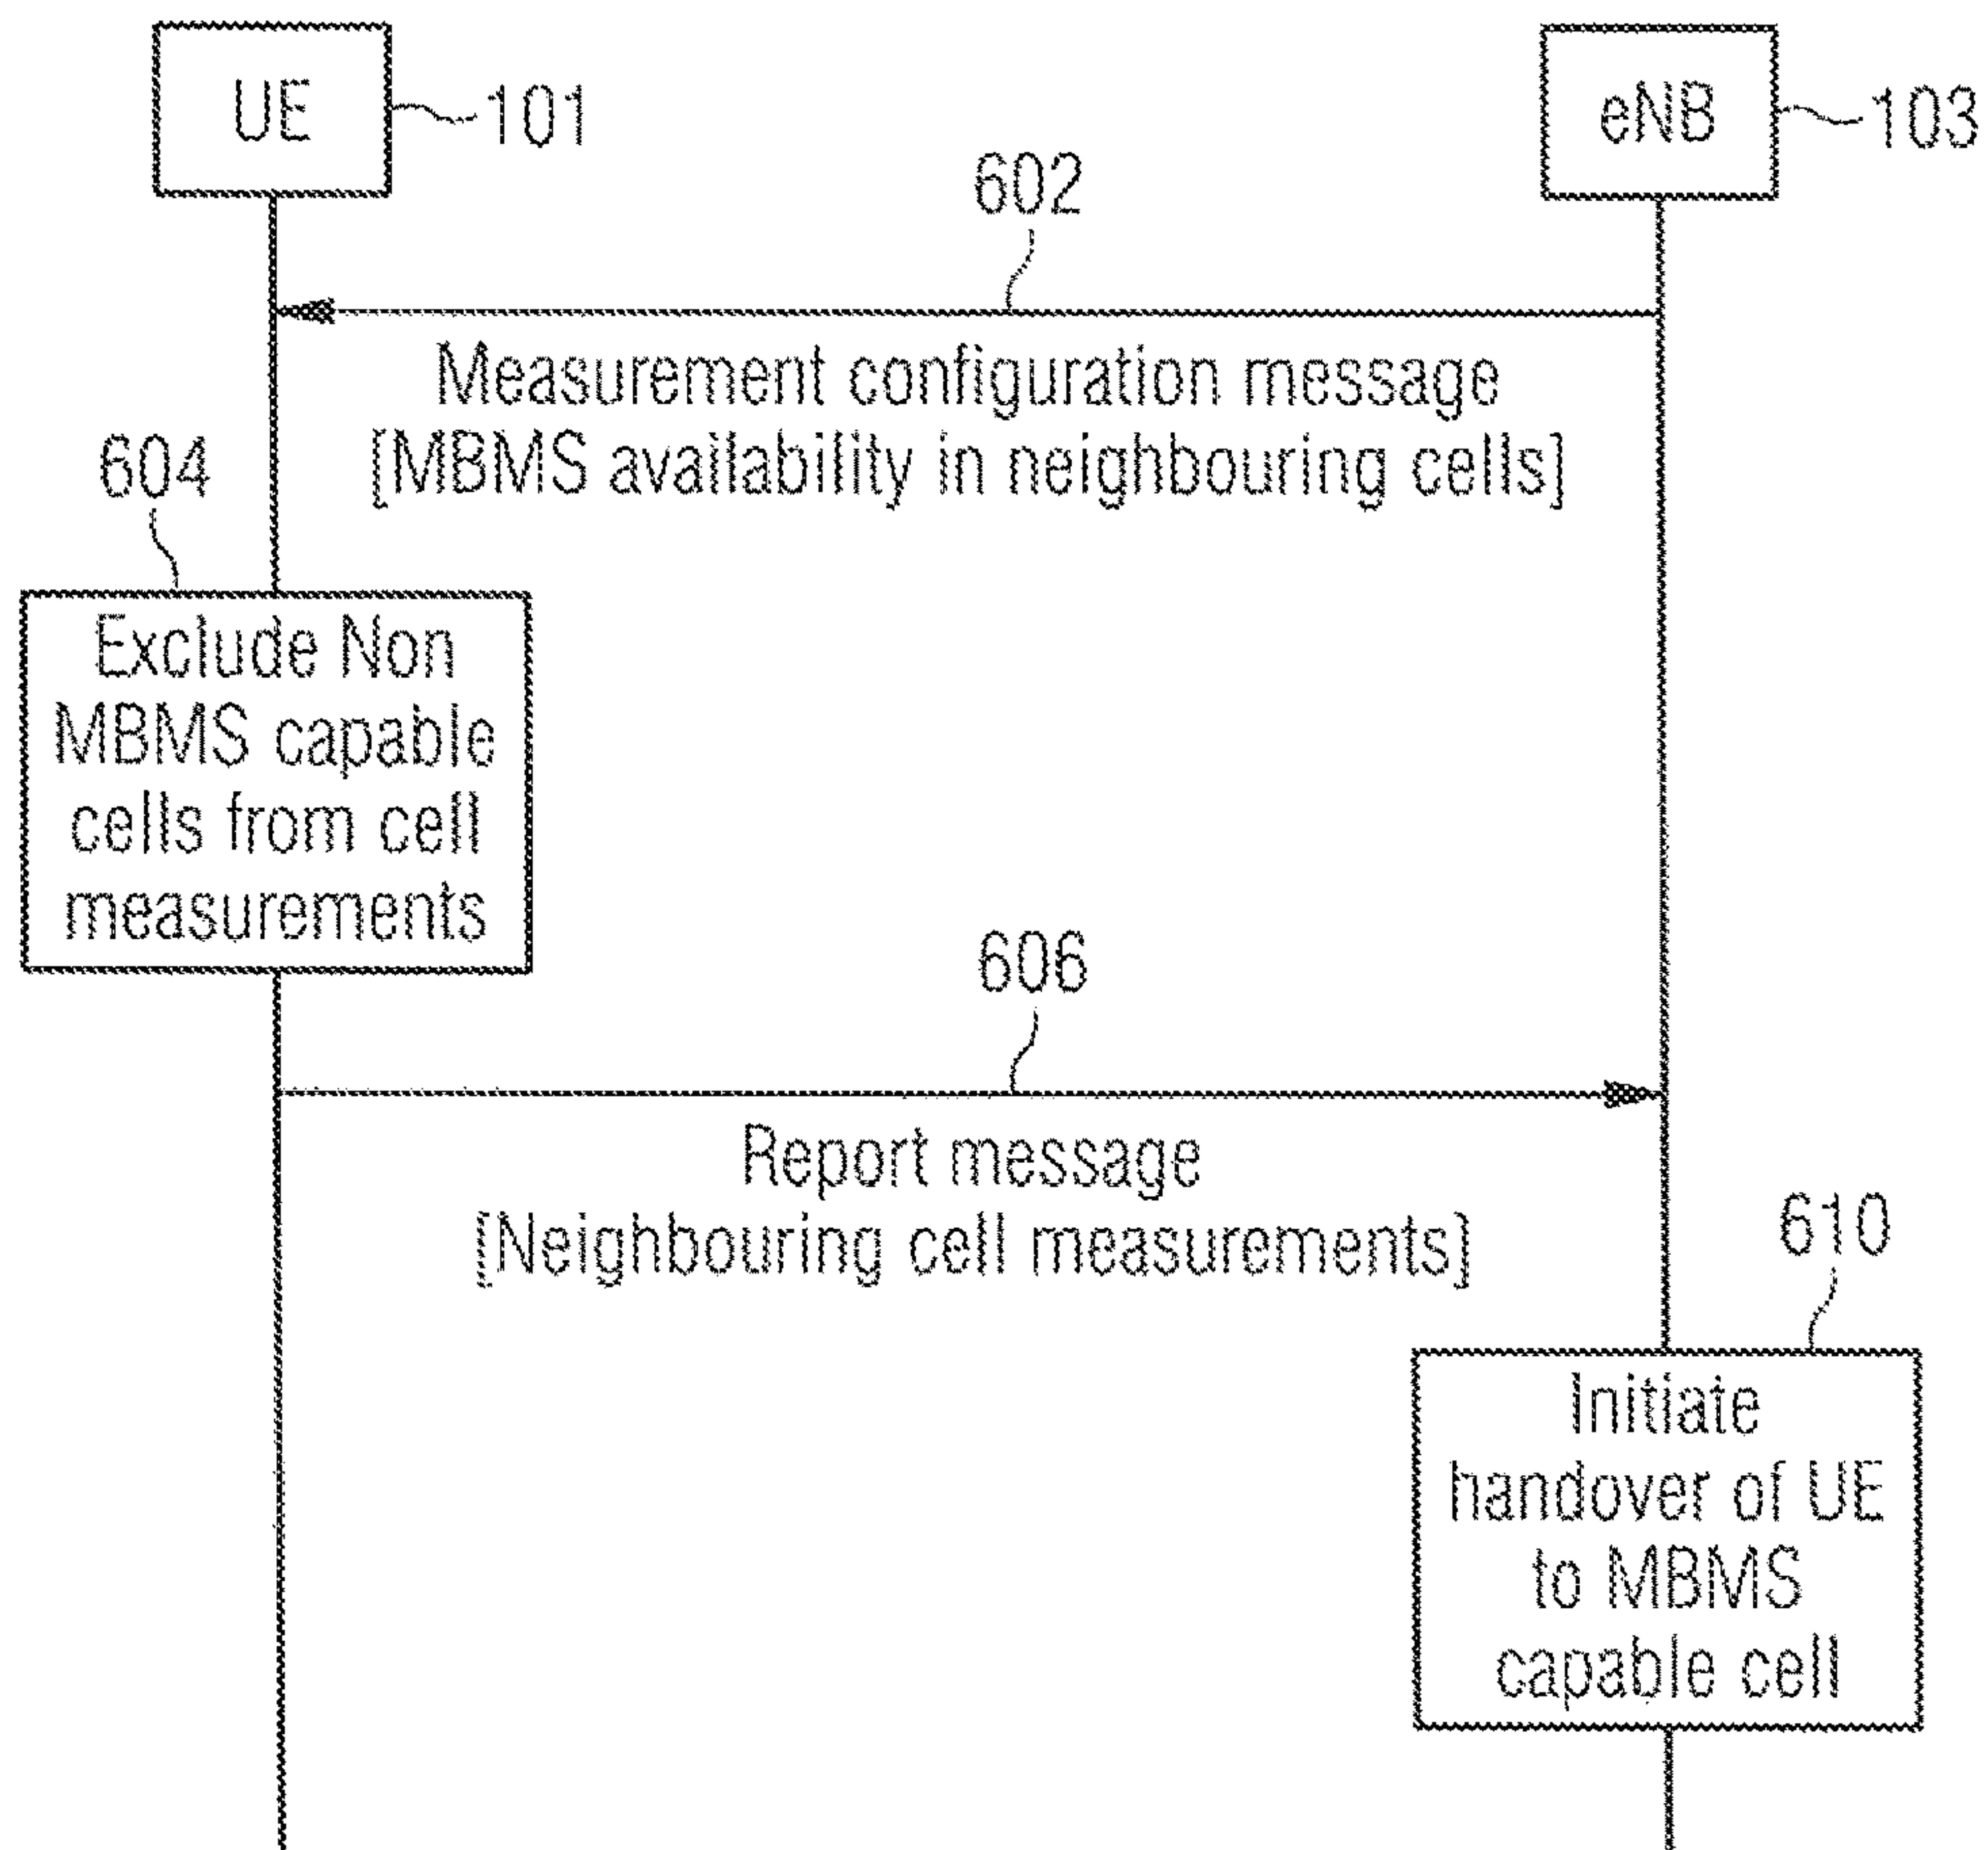 UE
101
eNB
103
602
Measurement configuration message
[MBMS availability in neighbouring cells]
604
Exclude Non
MBMS capable
cells from cell
measurements
606
Report message
[Neighbouring cell measurements]
610
Initiate
handover of UE
to MBMS
capable cell